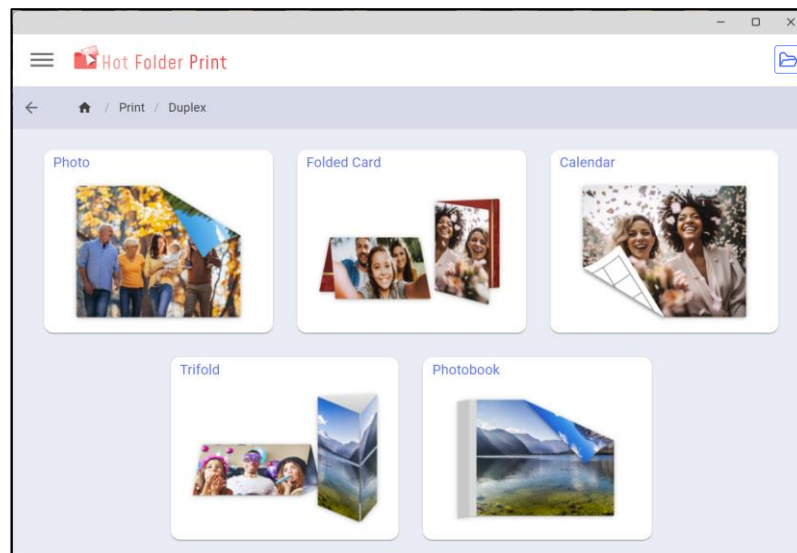 Hot Folder Print
/ Print / Duplex
Photo
Folded Card
Calendar
Trifold
Photobook